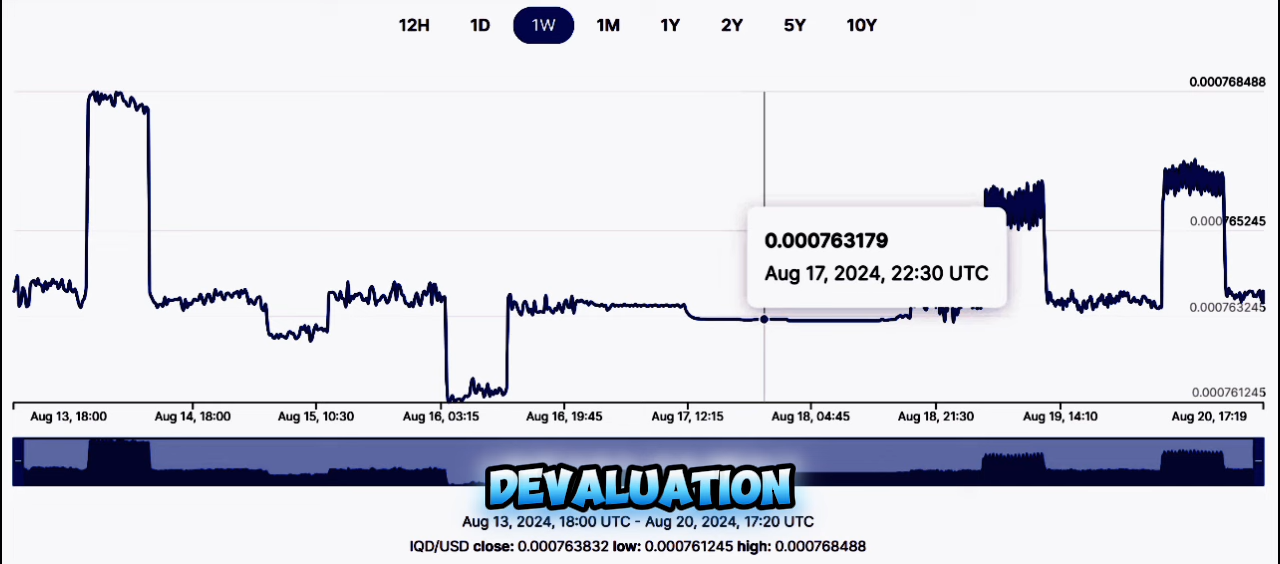 12H 1D 1W 1M 1Y 2Y 5Y 10Y
0.000768488
0.000765245
0.000763179
Aug 17, 2024, 22:30 UTC
0.000763245
0.000761245
Aug 13, 18:00 Aug 14, 18:00 Aug 15, 10:30 Aug 16, 03:15 Aug 16, 19:45 Aug 17, 12:15 Aug 18, 04:45 Aug 18, 21:30 Aug 19, 14:10 Aug 20, 17:19
DEVALUATION
Aug 13, 2024, 18:00 UTC - Aug 20, 2024, 17:20 UTC
IQD/USD close: 0.000763832 low: 0.000761245 high: 0.000768488